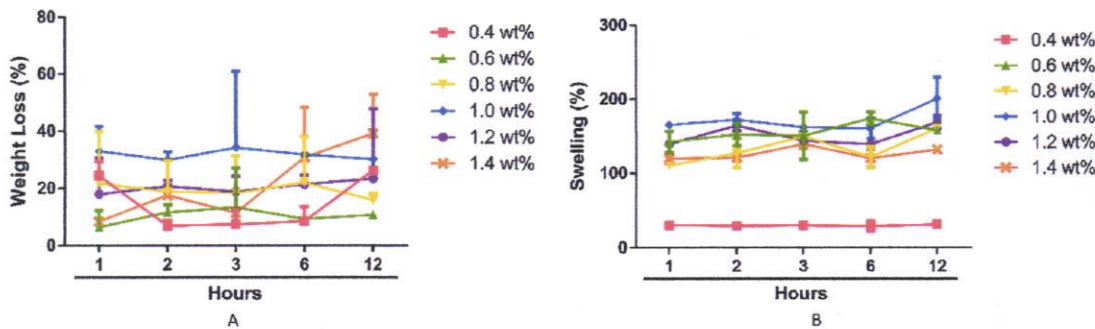 Weight Loss (%)
80
60
40
20
0
1 2 3 6 12
Hours
A
0.4 wt%
0.6 wt%
0.8 wt%
1.0 wt%
1.2 wt%
1.4 wt%
Swelling (%)
300
200
100
0
1 2 3 6 12
Hours
B
0.4 wt%
0.6 wt%
0.8 wt%
1.0 wt%
1.2 wt%
1.4 wt%